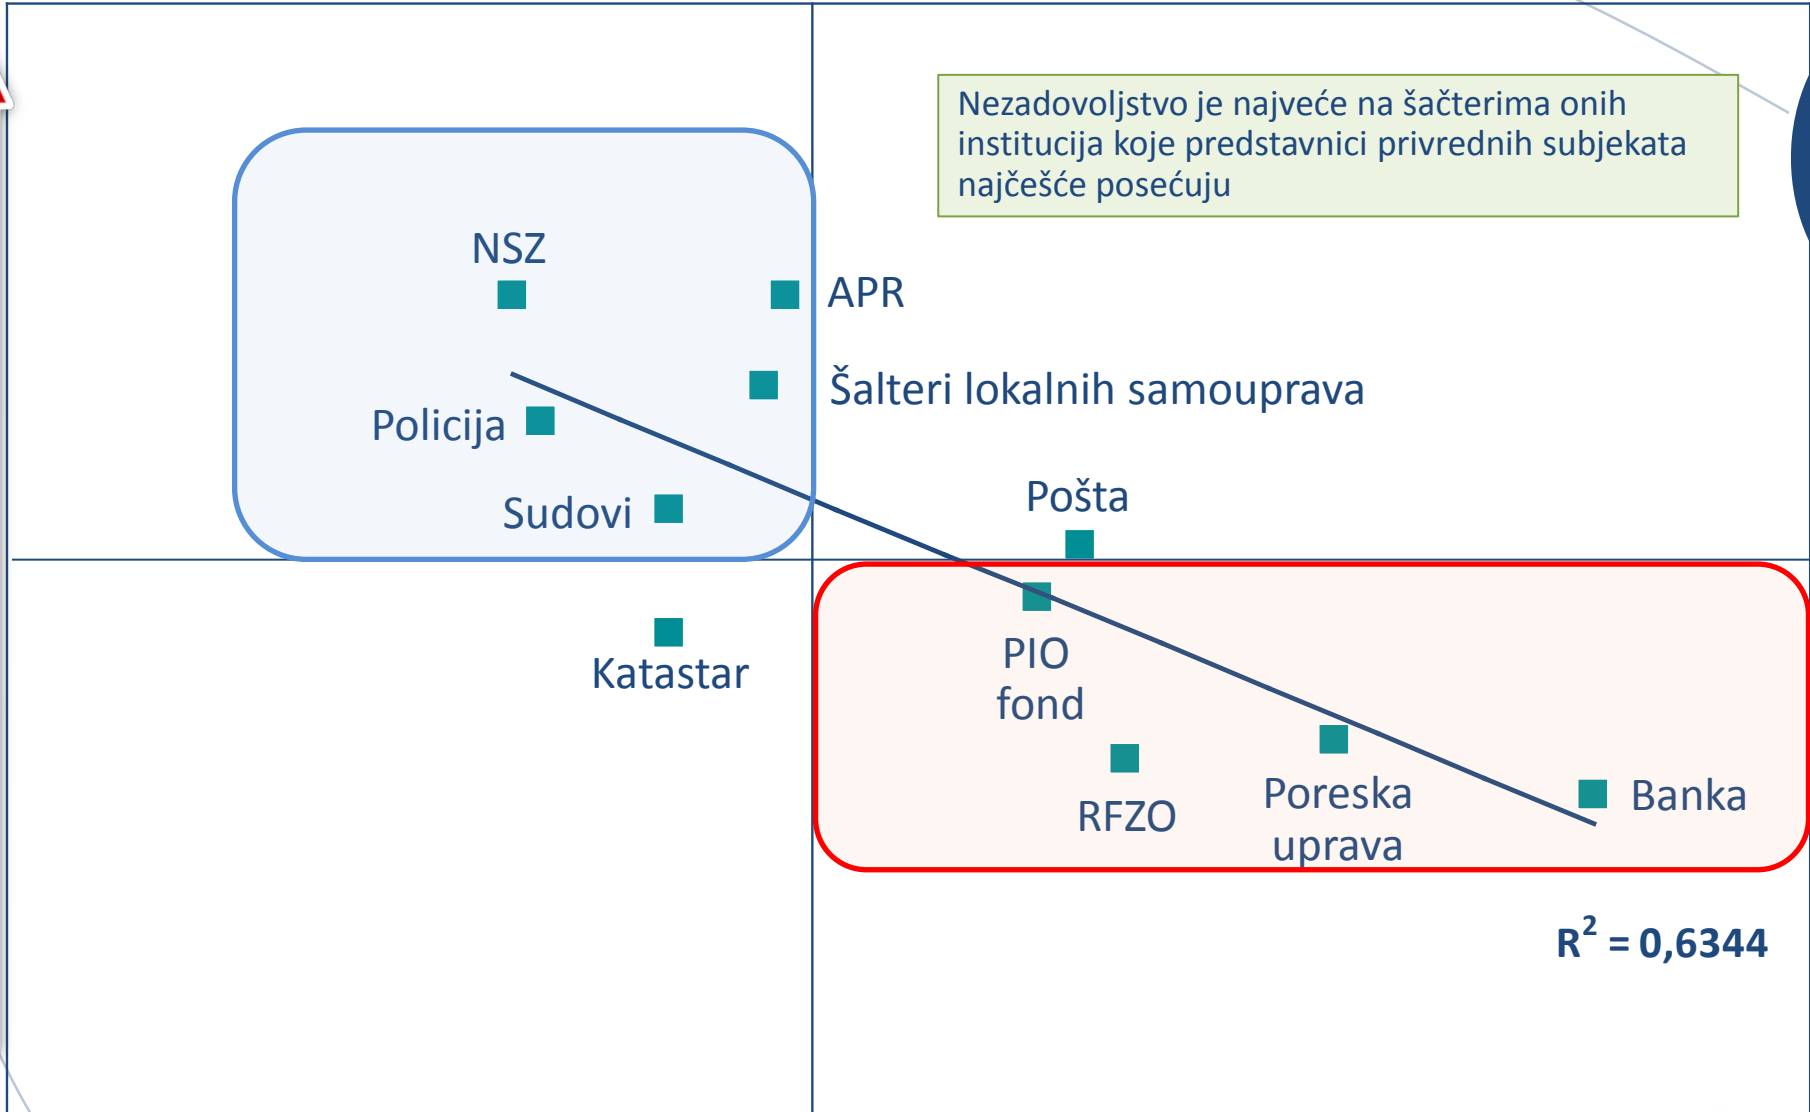 Nezadovoljstvo je najveće na šačterima onih
institucija koje predstavnici privrednih subjekata
najčešće posećuju
NSZ
APR
Šalteri lokalnih samouprava
Policija
Sudovi
Pošta
PIO
fond
Katastar
RFZO
Poreska
uprava
Banka
R² = 0,6344